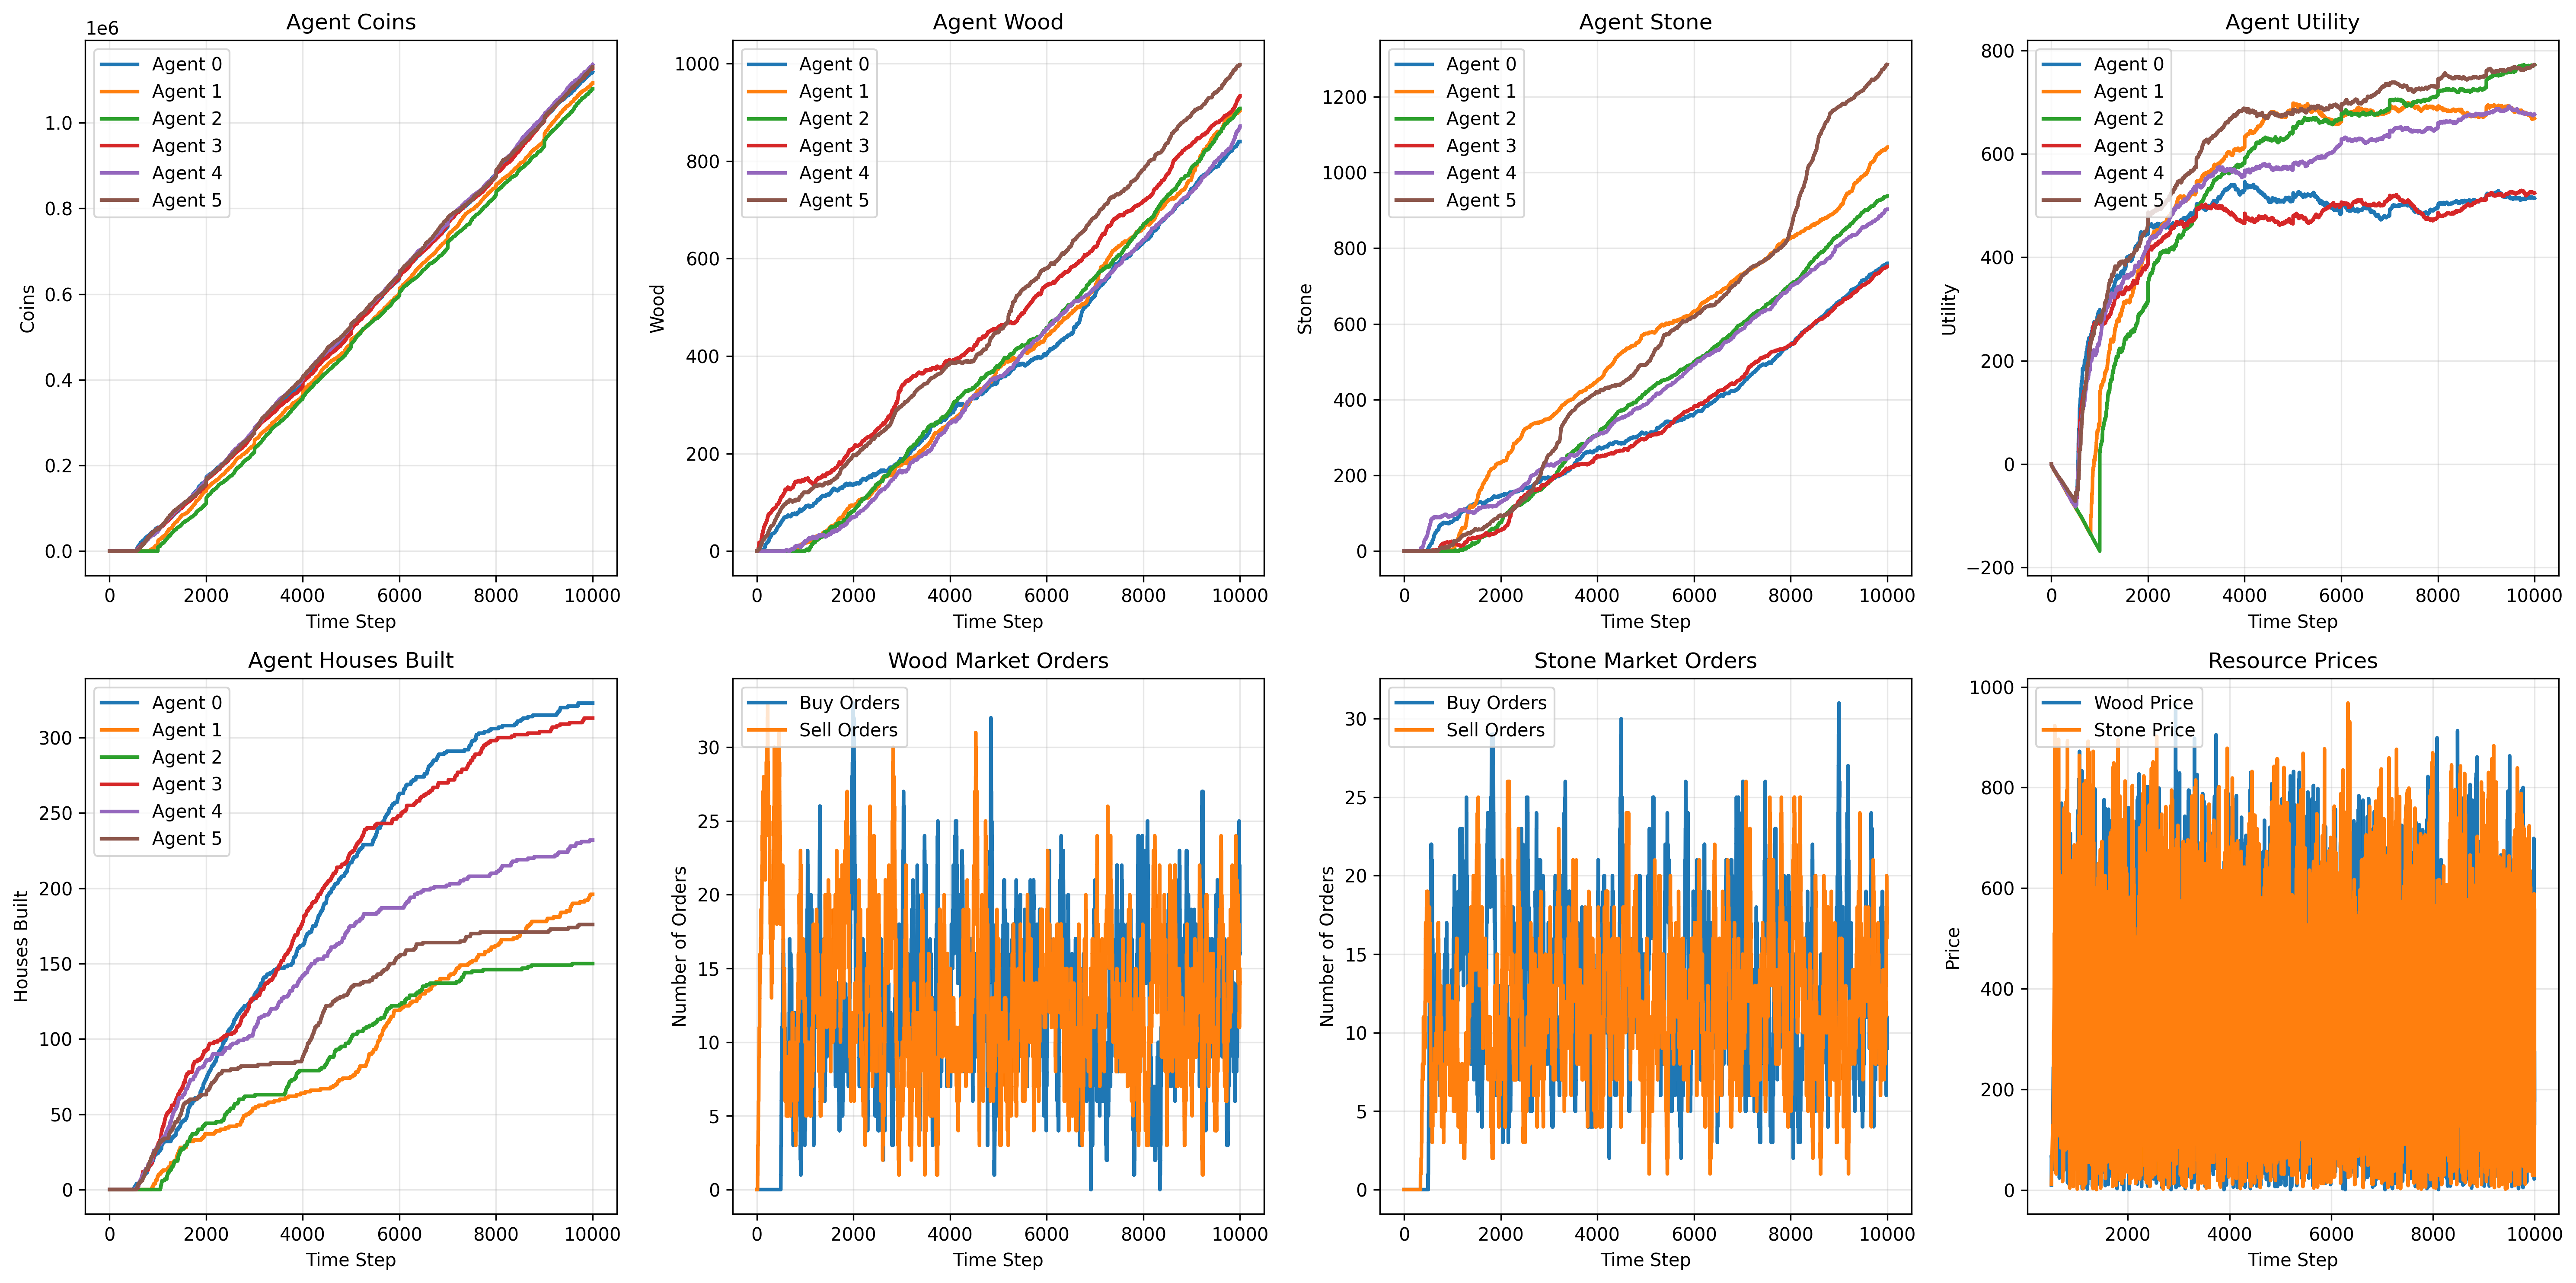 Agent Coins
1e6
Agent 0
Agent 1
Agent 2
Agent 3
Agent 4
Agent 5
1.0
0.8
0.6
0.4
0.2
0.0
Coins
0 2000 4000 6000 8000 10000
Time Step
Agent Wood
Agent 0
Agent 1
Agent 2
Agent 3
Agent 4
Agent 5
1000
800
600
400
200
0
Wood
0 2000 4000 6000 8000 10000
Time Step
Agent Stone
Agent 0
Agent 1
Agent 2
Agent 3
Agent 4
Agent 5
1200
1000
800
600
400
200
0
Stone
0 2000 4000 6000 8000 10000
Time Step
Agent Utility
Agent 0
Agent 1
Agent 2
Agent 3
Agent 4
Agent 5
800
600
400
200
0
−200
Utility
0 2000 4000 6000 8000 10000
Time Step
Agent Houses Built
Agent 0
Agent 1
Agent 2
Agent 3
Agent 4
Agent 5
300
250
200
150
100
50
0
Houses Built
0 2000 4000 6000 8000 10000
Time Step
Wood Market Orders
Buy Orders
Sell Orders
30
25
20
15
10
5
0
Number of Orders
0 2000 4000 6000 8000 10000
Time Step
Stone Market Orders
Buy Orders
Sell Orders
30
25
20
15
10
5
0
Number of Orders
0 2000 4000 6000 8000 10000
Time Step
Resource Prices
Wood Price
Stone Price
1000
800
600
400
200
0
Price
2000 4000 6000 8000 10000
Time Step